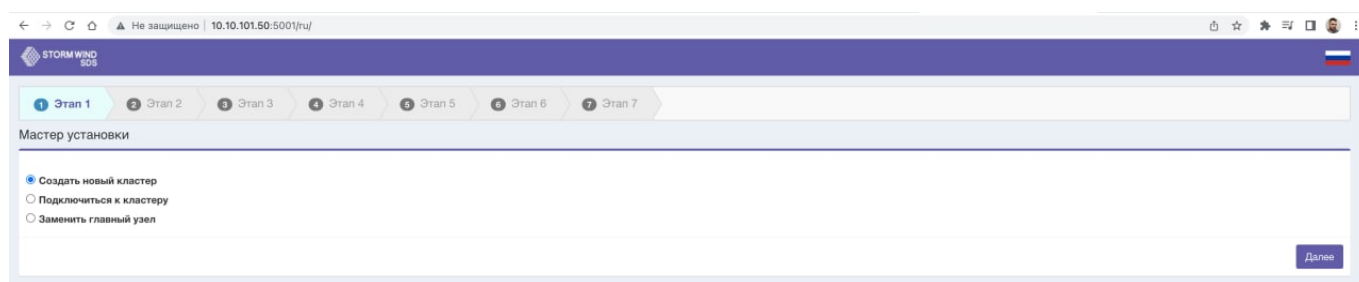 Не защищено | 10.10.101.50:5001/ru/
STORM WIND
SDS
1 Этап 1 2 Этап 2 3 Этап 3 4 Этап 4 5 Этап 5 6 Этап 6 7 Этап 7
Мастер установки
Создать новый кластер
Подключиться к кластеру
Заменить главный узел
Далее